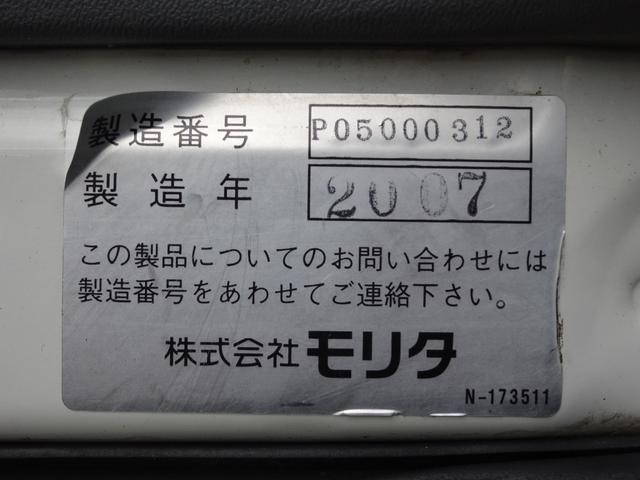 製造番号 P05000312
製造年 2007
この製品についてのお問い合わせには
製造番号をあわせてご連絡下さい。
株式会社モリタ
N-173511